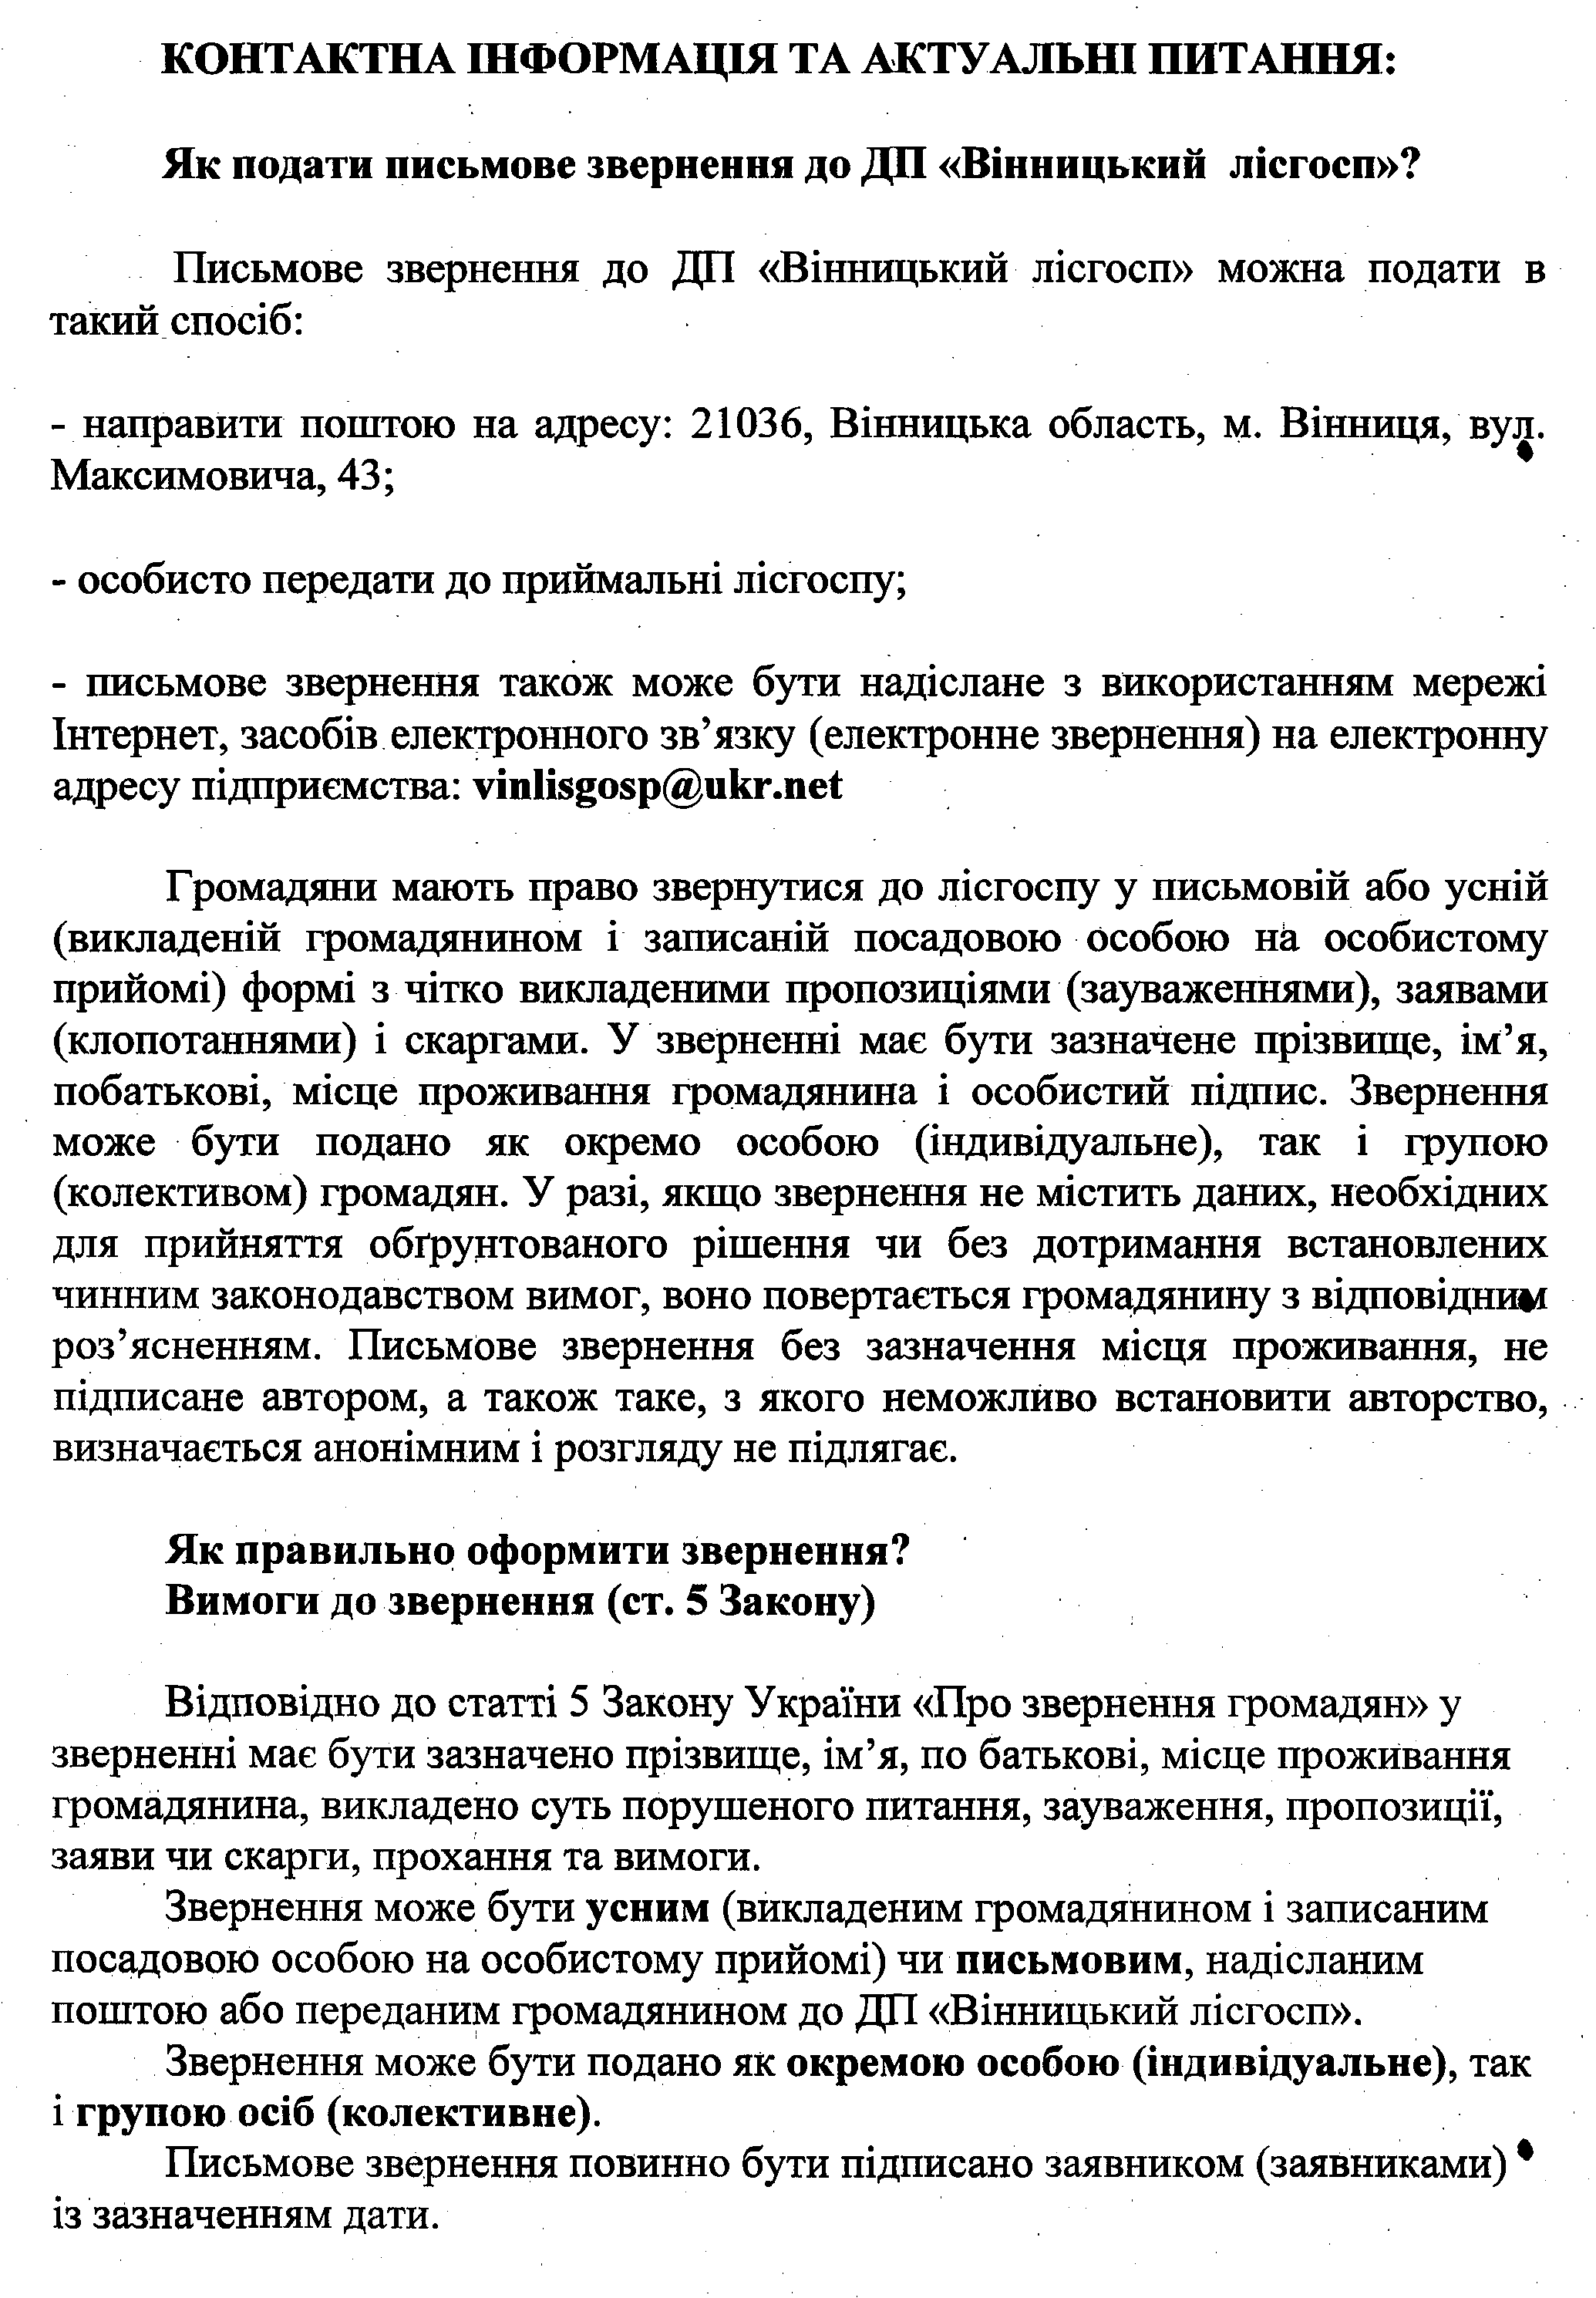 КОНТАКТНА ІНФОРМАЦІЯ ТА АКТУАЛЬНІ ПИТАННЯ:
Як подати письмове звернення до ДП «Вінницький лісгосп»?
Письмове звернення до ДП «Вінницький лісгосп» можна подати в
такий спосіб:
- направити поштою на адресу: 21036, Вінницька область, м. Вінниця, вул.
Максимовича, 43;
- особисто передати до приймальні лісгоспу;
- письмове звернення також може бути надіслане з використанням мережі
Інтернет, засобів електронного зв’язку (електронне звернення) на електронну
адресу підприємства: vinlisgosp@ukr.net
Громадяни мають право звернутися до лісгоспу у письмовій або усній
(викладеній громадянином і записаній посадовою особою на особистому
прийомі) формі з чітко викладеними пропозиціями (зауваженнями), заявами
(клопотаннями) і скаргами. У зверненні має бути зазначене прізвище, ім’я,
побатькові, місце проживання громадянина і особистий підпис. Звернення
може бути подано як окремо особою (індивідуальне), так і групою
(колективом) громадян. У разі, якщо звернення не містить даних, необхідних
для прийняття обґрунтованого рішення чи без дотримання встановлених
чинним законодавством вимог, воно повертається громадянину з відповідним
роз’ясненням. Письмове звернення без зазначення місця проживання, не
підписане автором, а також таке, з якого неможливо встановити авторство,
визначається анонімним і розгляду не підлягає.
Як правильно оформити звернення?
Вимоги до звернення (ст. 5 Закону)
Відповідно до статті 5 Закону України «Про звернення громадян» у
зверненні має бути зазначено прізвище, ім’я, по батькові, місце проживання
громадянина, викладено суть порушеного питання, зауваження, пропозиції,
заяви чи скарги, прохання та вимоги.
Звернення може бути усним (викладеним громадянином і записаним
посадовою особою на особистому прийомі) чи письмовим, надісланим
поштою або переданим громадянином до ДП «Вінницький лісгосп».
Звернення може бути подано як окремою особою (індивідуальне), так
і групою осіб (колективне).
Письмове звернення повинно бути підписано заявником (заявниками)
із зазначенням дати.